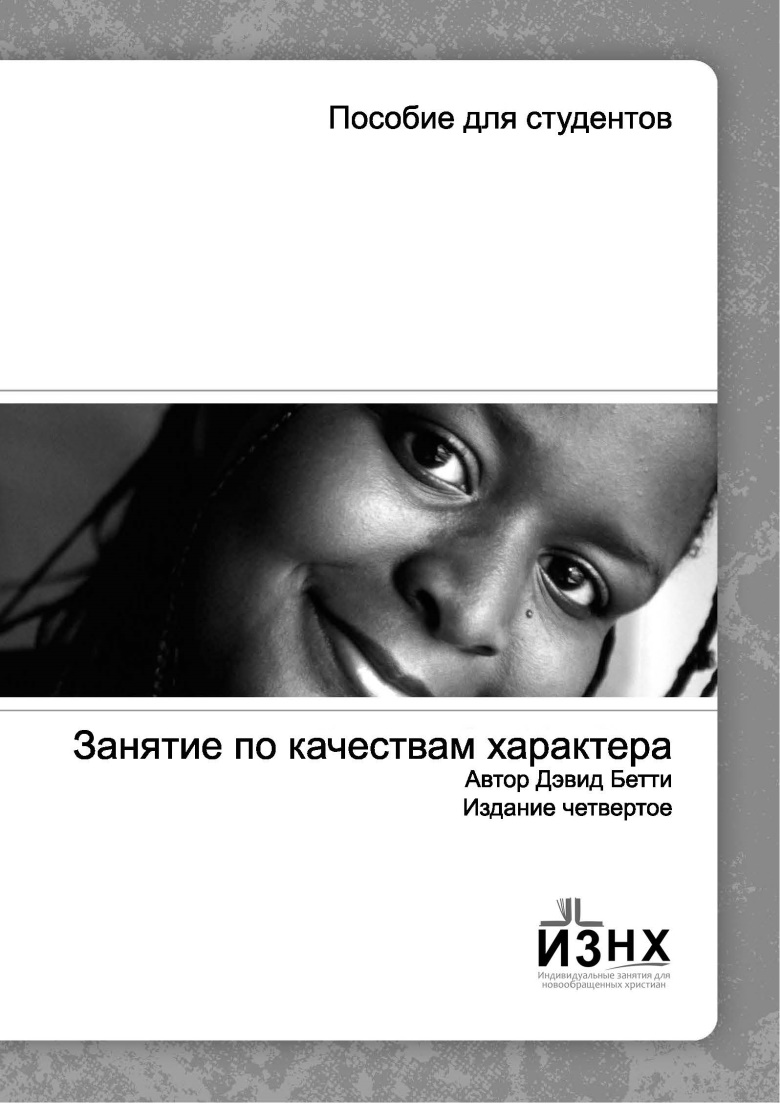 Пособие для студентов
Занятие по качествам характера
Автор Дэвид Бетти
Издание четвертое
ИЗНХ
Индивидуальные занятия для
новообращенных христиан